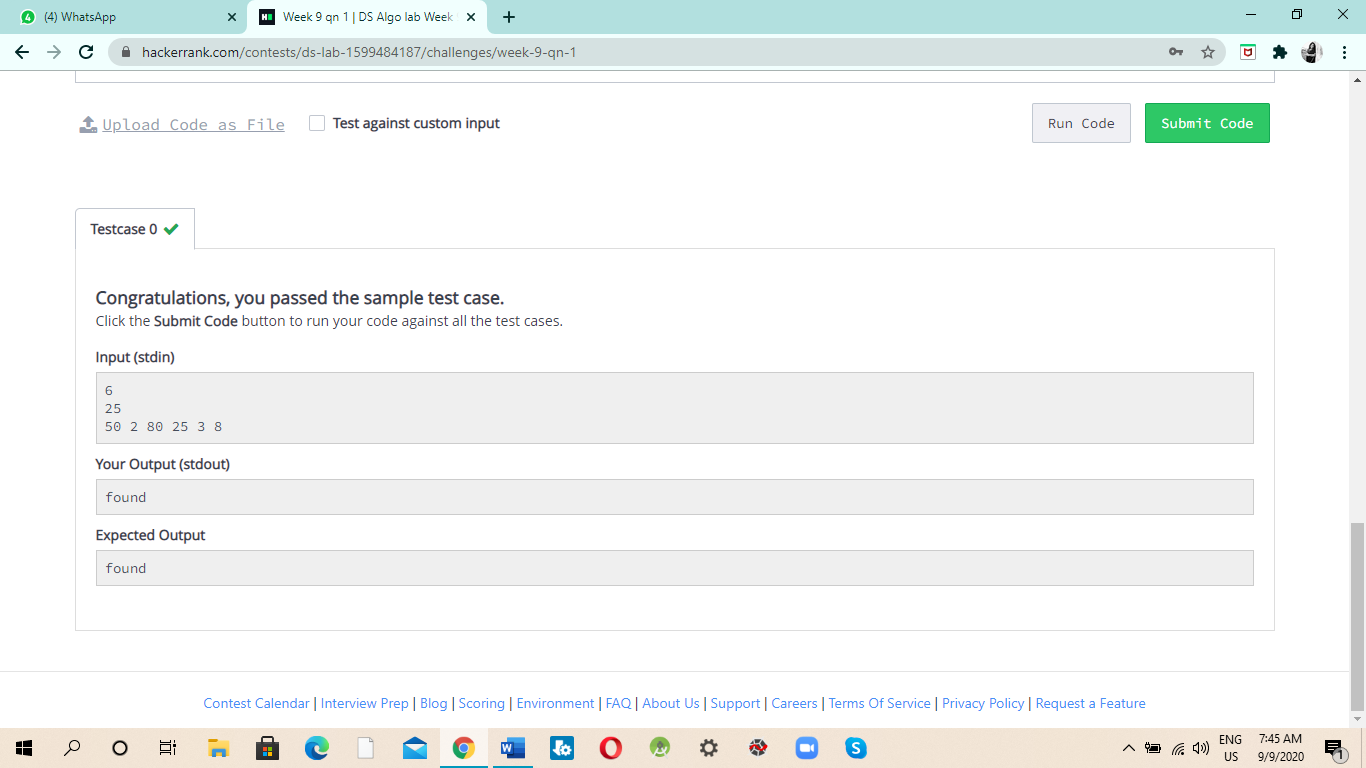 (4) WhatsApp
Week 9 qn 1 | DS Algo lab Week
hackerrank.com/contests/ds-lab-1599484187/challenges/week-9-qn-1
Upload Code as File
Test against custom input
Run Code
Submit Code
Testcase 0
Congratulations, you passed the sample test case.
Click the Submit Code button to run your code against all the test cases.
Input (stdin)
6
25
50 2 80 25 3 8
Your Output (stdout)
found
Expected Output
found
Contest Calendar | Interview Prep | Blog | Scoring | Environment | FAQ | About Us | Support | Careers | Terms Of Service | Privacy Policy | Request a Feature
ENG
US
7:45 AM
9/9/2020
1